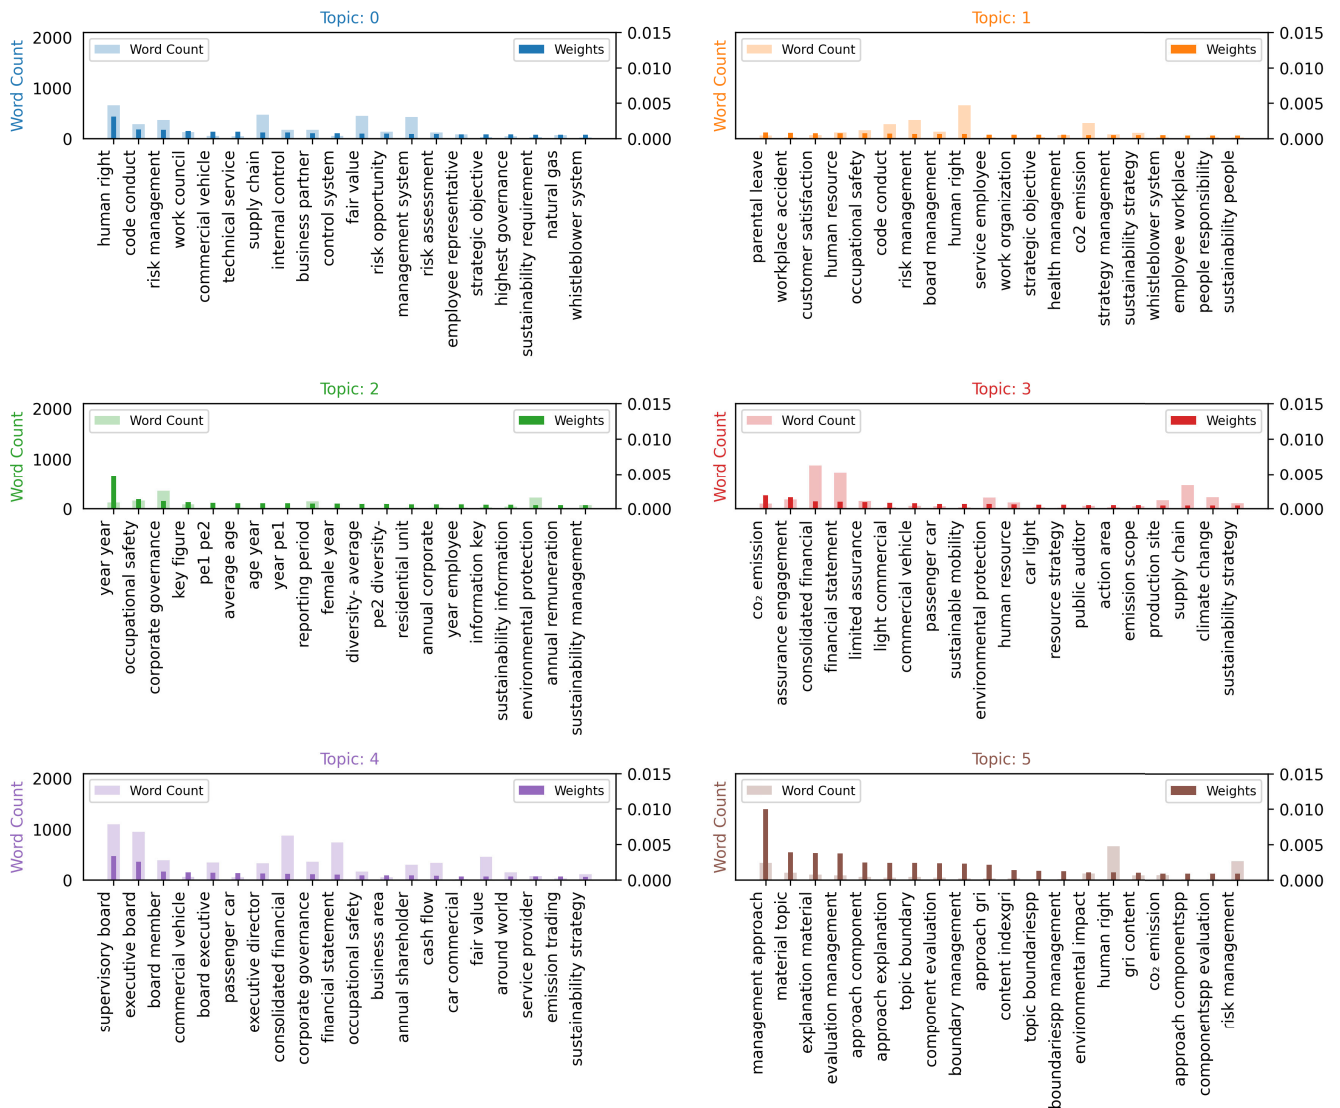 Topic: 0
Word Count
2000
1000
0
Word Count
Weights
0.015
0.010
0.005
0.000
human right
code conduct
risk management
work council
commercial vehicle
technical service
supply chain
internal control
business partner
control system
fair value
risk opportunity
management system
risk assessment
employee representative
strategic objective
highest governance
sustainability requirement
natural gas
whistleblower system
Topic: 1
Word Count
Word Count
Weights
0.015
0.010
0.005
0.000
parental leave
workplace accident
customer satisfaction
human resource
occupational safety
code conduct
risk management
board management
human right
service employee
work organization
strategic objective
health management
co2 emission
strategy management
sustainability strategy
whistleblower system
employee workplace
people responsibility
sustainability people
Topic: 2
Word Count
2000
1000
0
Word Count
Weights
0.015
0.010
0.005
0.000
year year
occupational safety
corporate governance
key figure
pe1 pe2
average age
age year
year pe1
reporting period
female year
diversity- average
pe2 diversity-
residential unit
annual corporate
year employee
information key
sustainability information
environmental protection
annual remuneration
sustainability management
Topic: 3
Word Count
Word Count
Weights
0.015
0.010
0.005
0.000
co₂ emission
assurance engagement
consolidated financial
financial statement
limited assurance
light commercial
commercial vehicle
passenger car
sustainable mobility
environmental protection
human resource
car light
resource strategy
public auditor
action area
emission scope
production site
supply chain
climate change
sustainability strategy
Topic: 4
Word Count
2000
1000
0
Word Count
Weights
0.015
0.010
0.005
0.000
supervisory board
executive board
board member
commercial vehicle
board executive
passenger car
executive director
consolidated financial
corporate governance
financial statement
occupational safety
business area
annual shareholder
cash flow
car commercial
fair value
around world
service provider
emission trading
sustainability strategy
Topic: 5
Word Count
Word Count
Weights
0.015
0.010
0.005
0.000
management approach
material topic
explanation material
evaluation management
approach component
approach explanation
topic boundary
component evaluation
boundary management
approach gri
content indexgri
topic boundariespp
boundariespp management
environmental impact
human right
gri content
co₂ emission
approach componentspp
componentspp evaluation
risk management